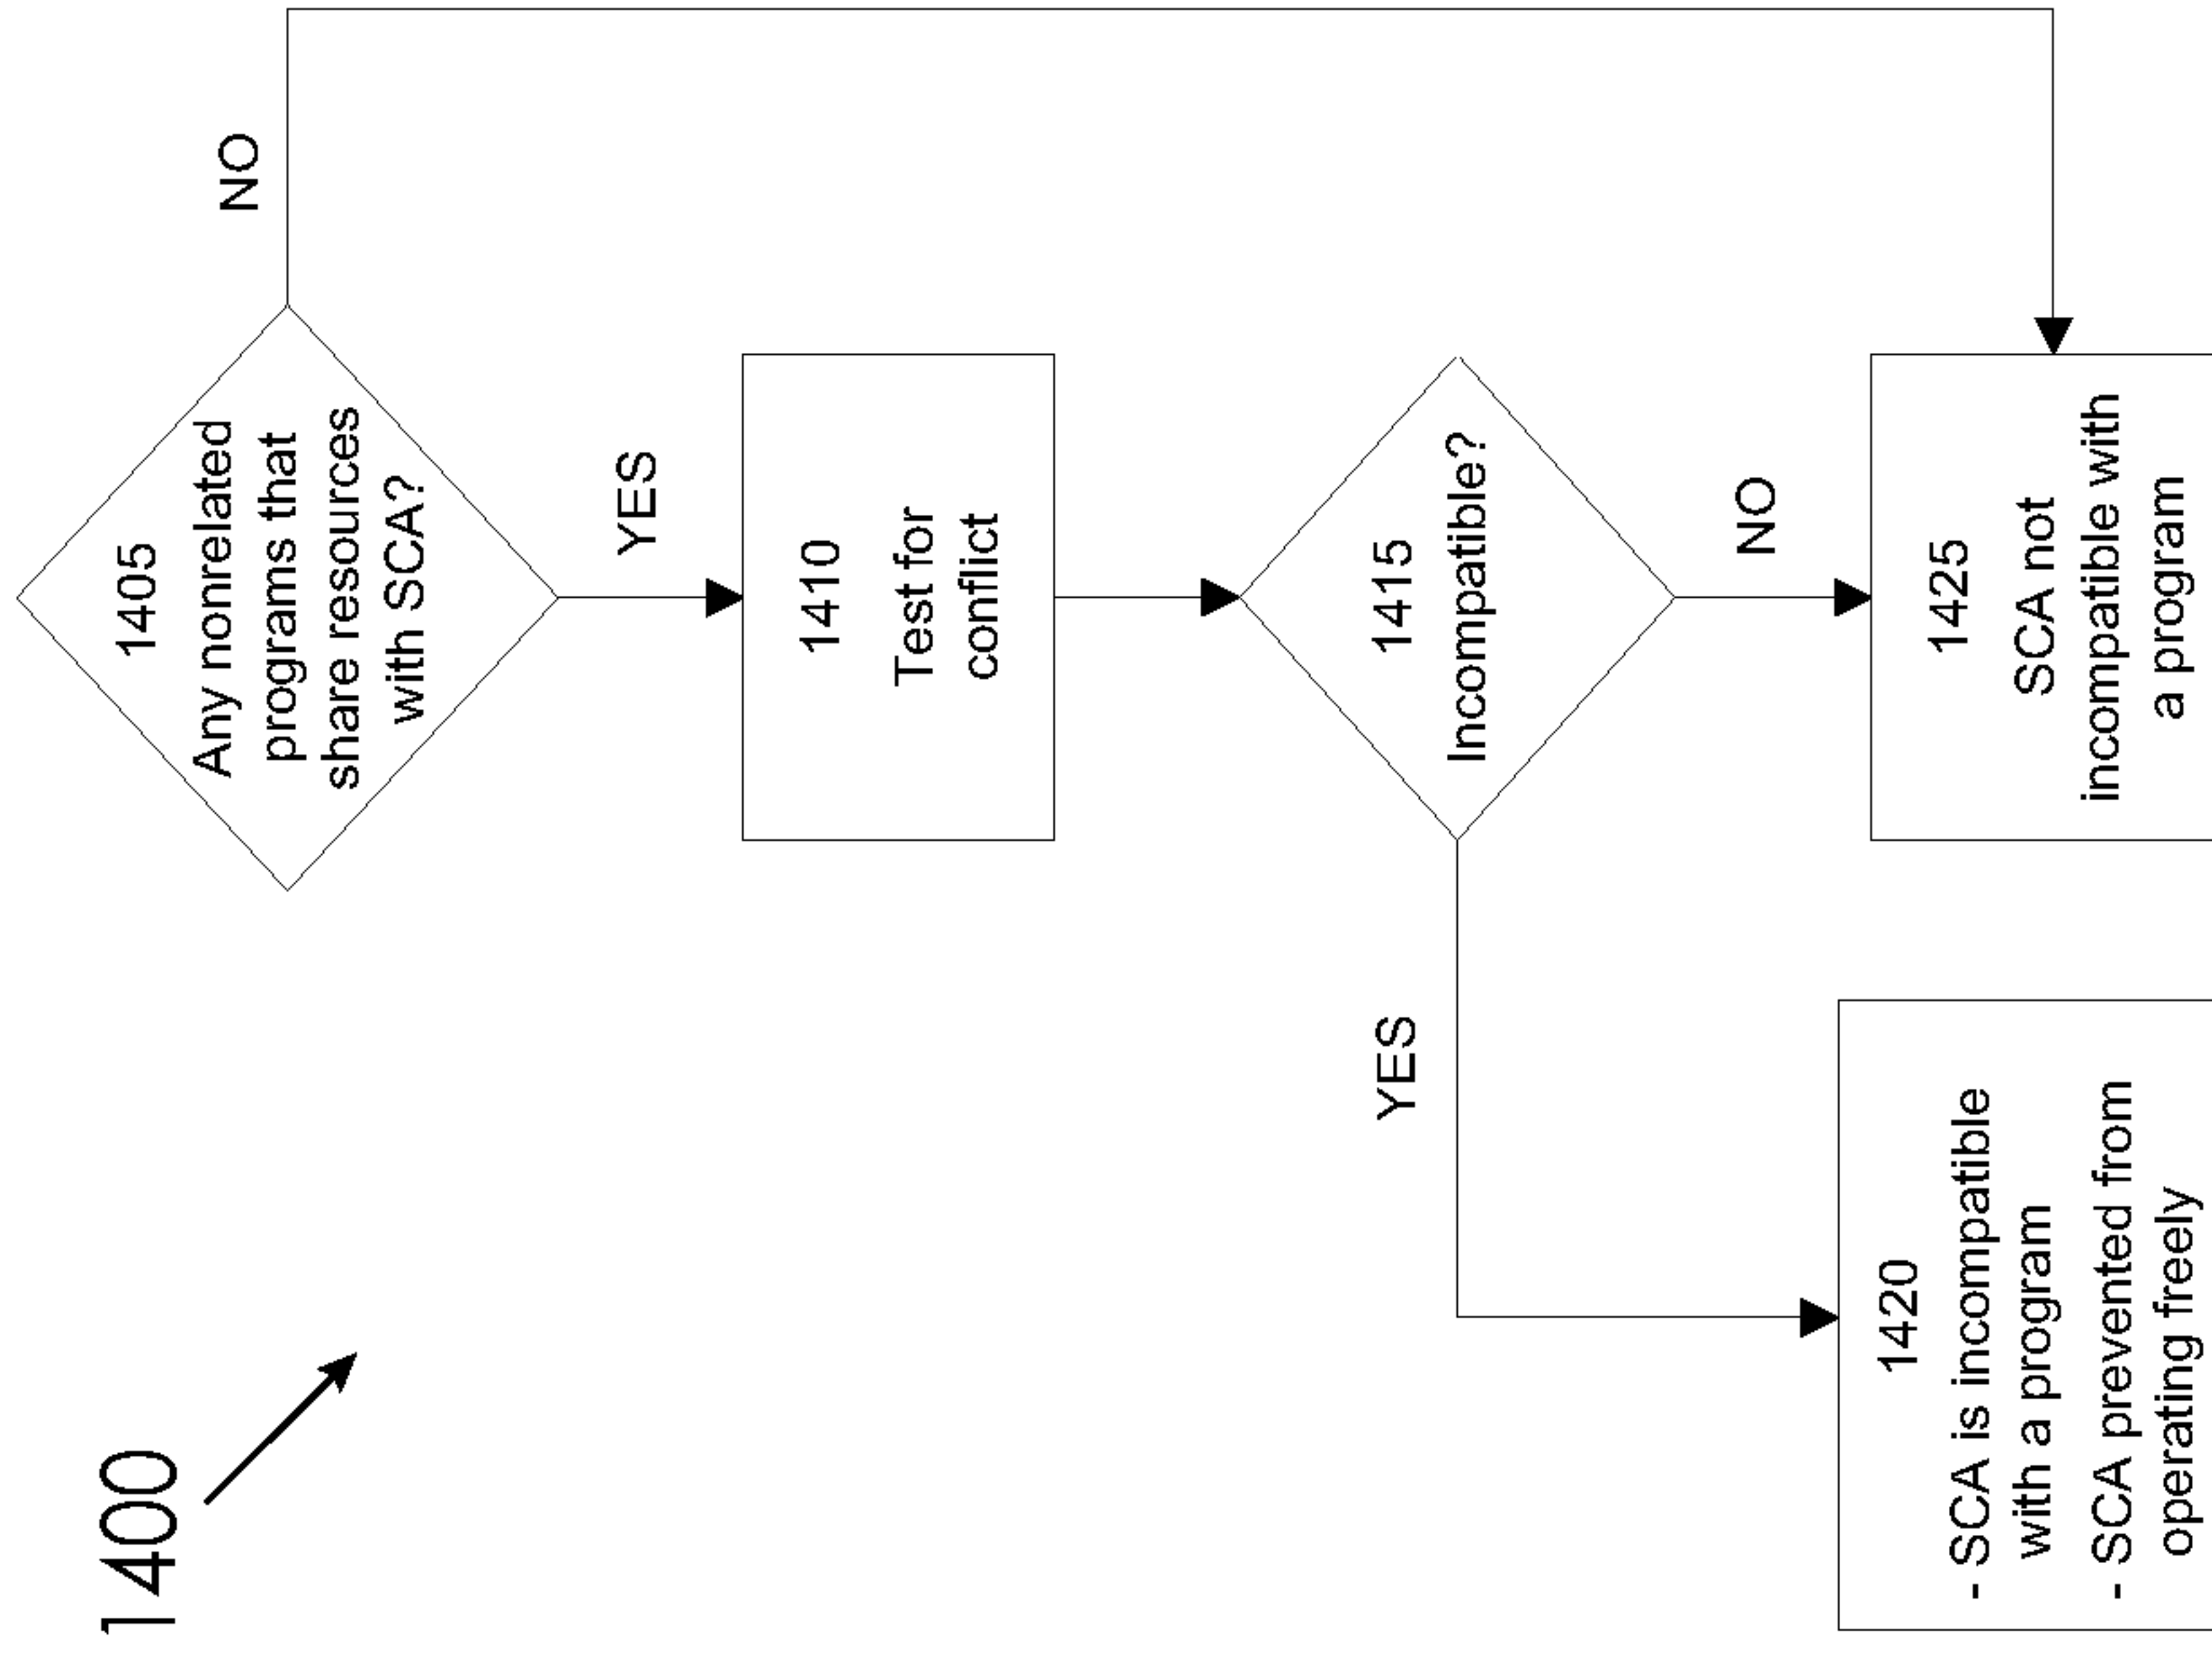 1400
1405
Any nonrelated
programs that
share resources
with SCA?
NO
YES
1410
Test for
conflict
1415
Incompatible?
YES
NO
1420
- SCA is incompatible
with a program
- SCA prevented from
operating freely
1425
SCA not
incompatible with
a program